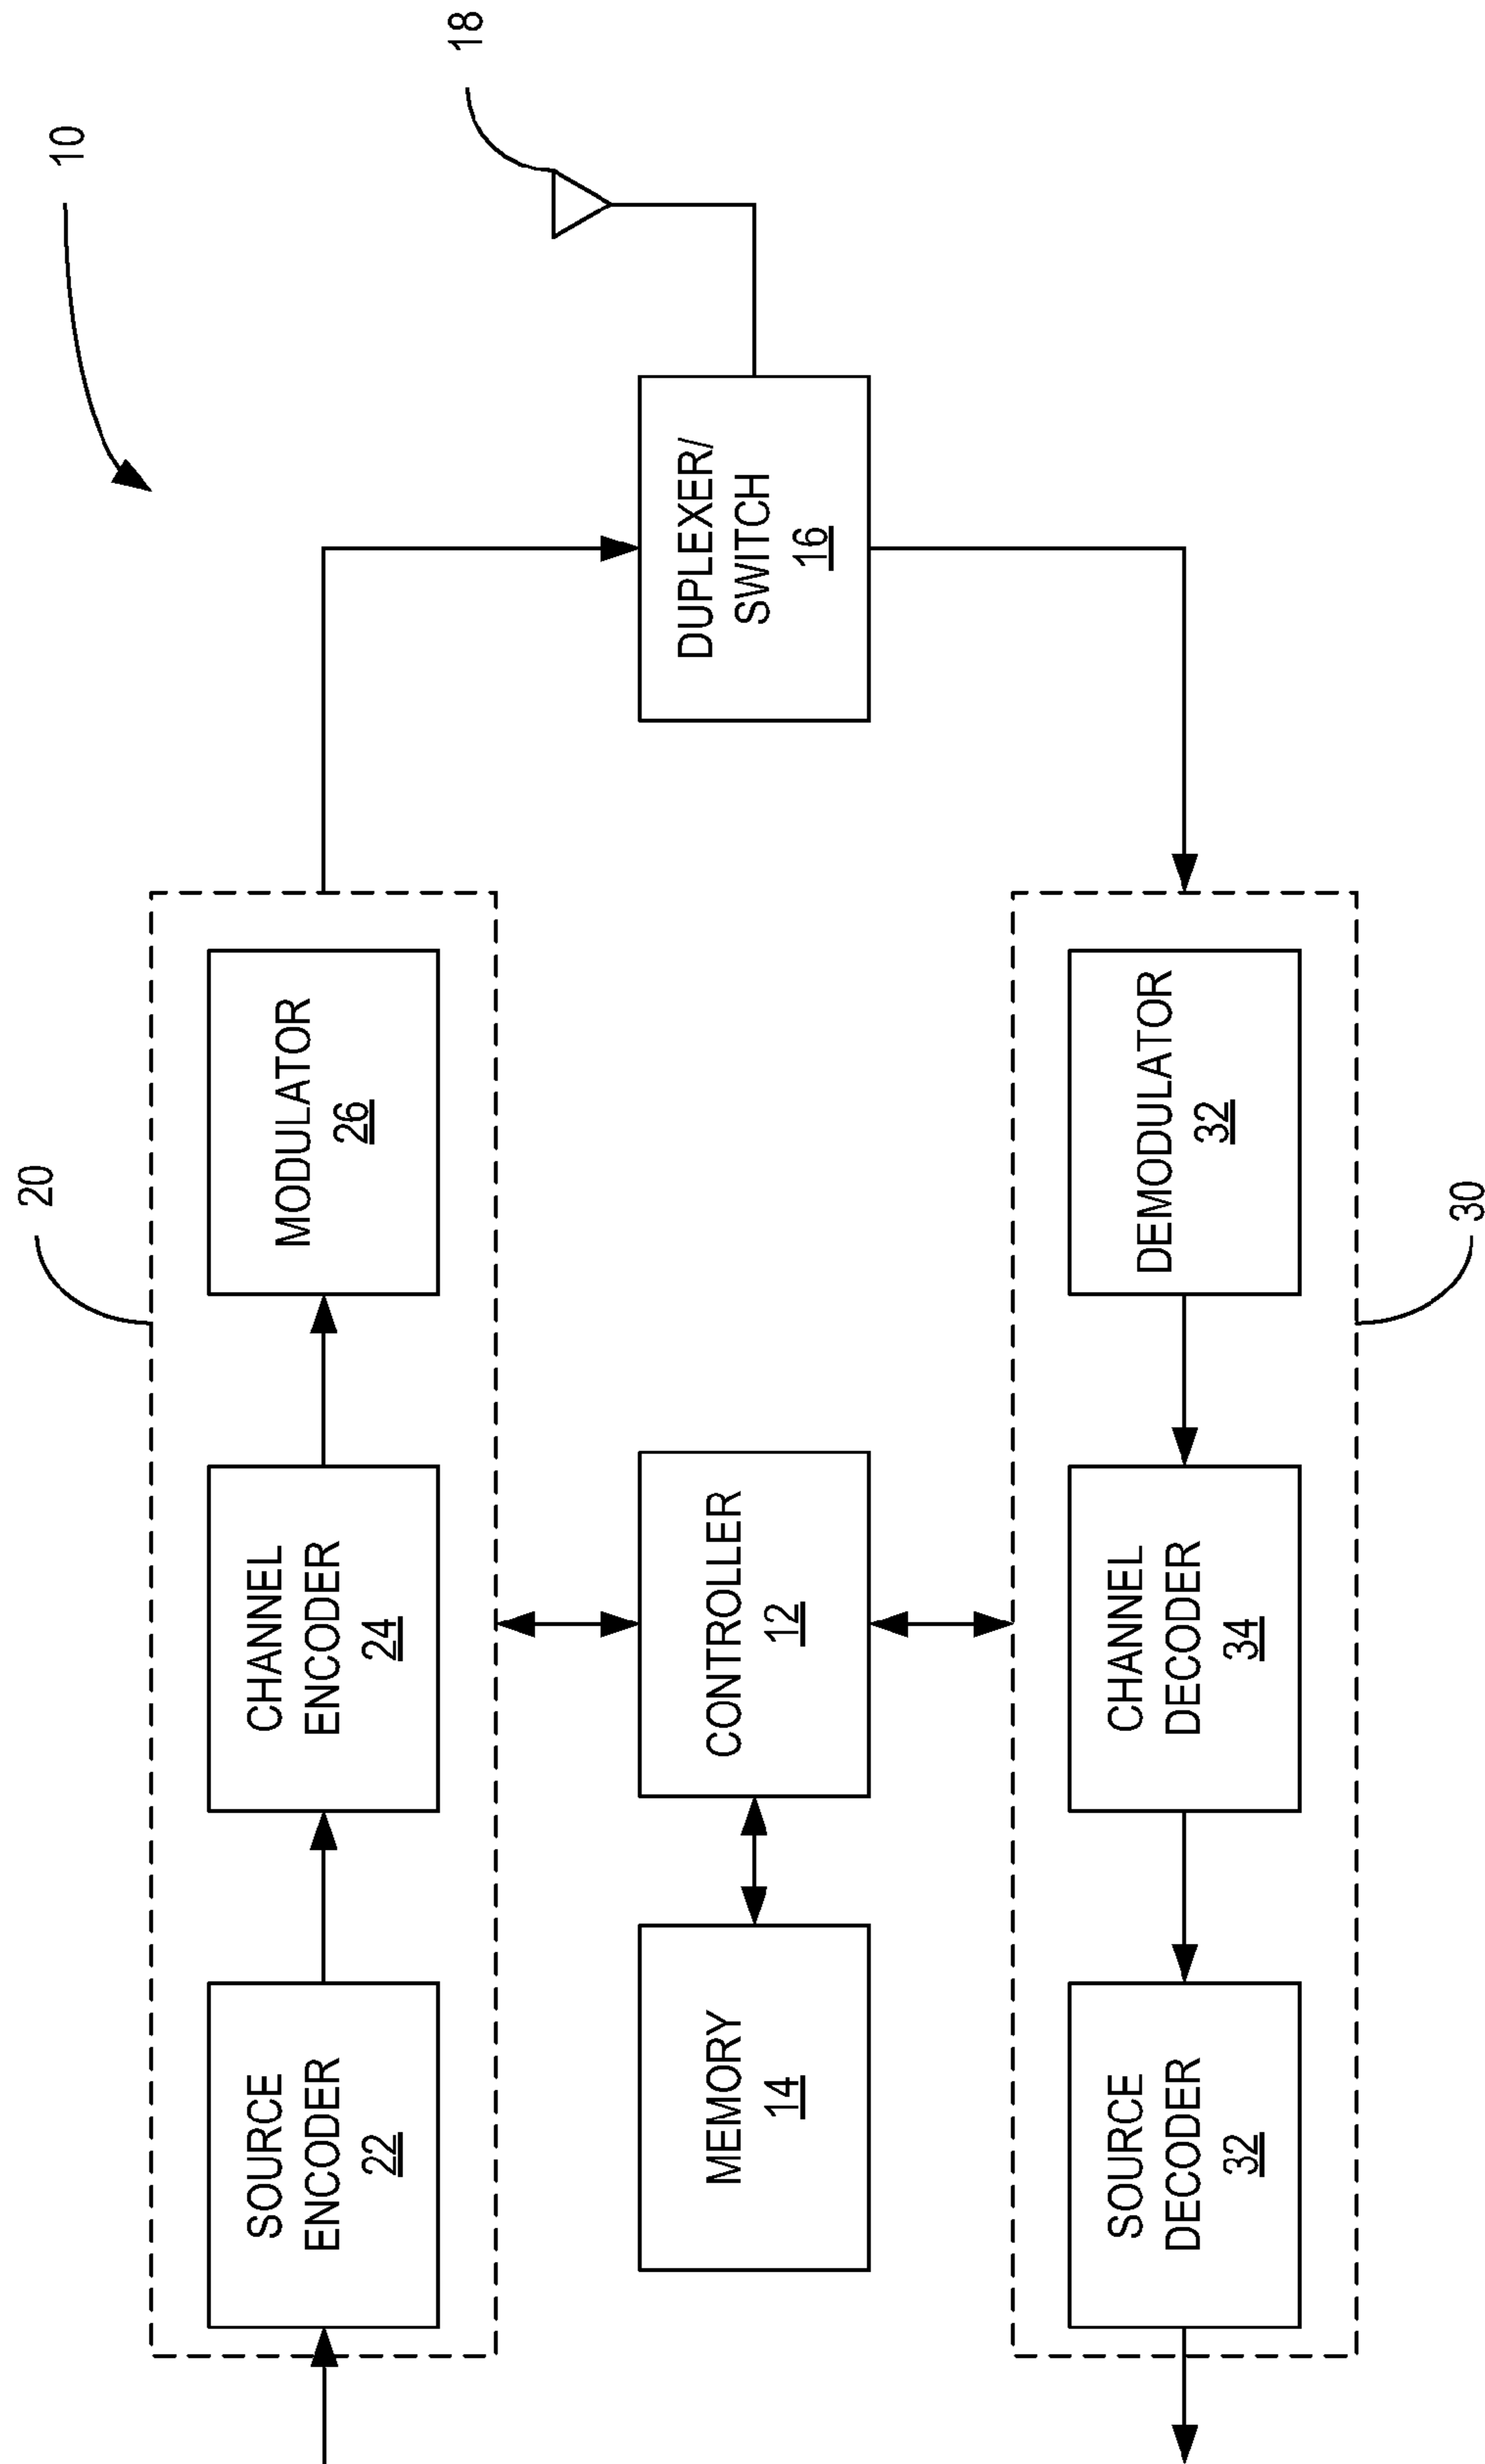 10
18
20
SOURCE
ENCODER
22
CHANNEL
ENCODER
24
MODULATOR
26
MEMORY
14
CONTROLLER
12
DUPLEXER/
SWITCH
16
SOURCE
DECODER
32
CHANNEL
DECODER
34
DEMODULATOR
32
30